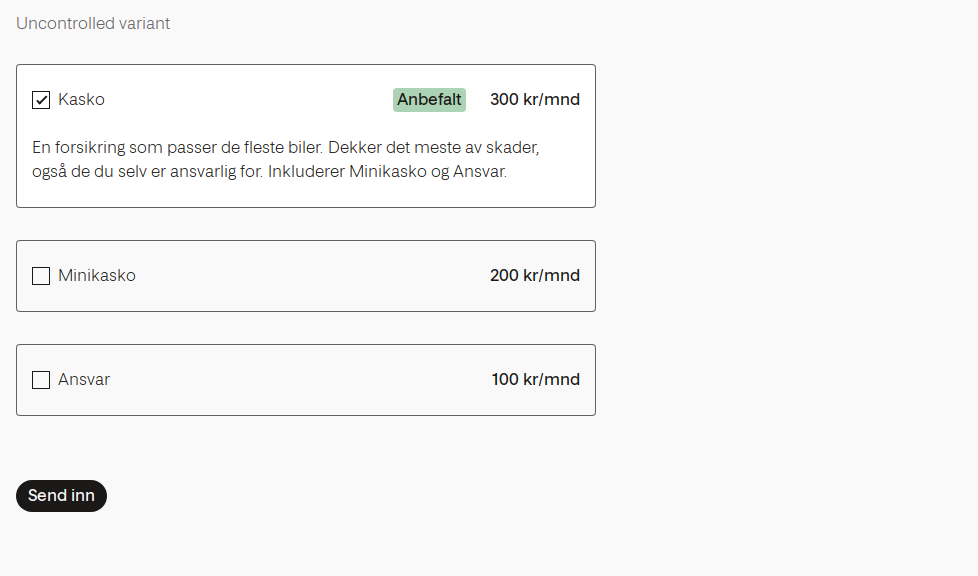 Uncontrolled variant
Kasko Anbefalt 300 kr/mnd
En forsikring som passer de fleste biler. Dekker det meste av skader,
også de du selv er ansvarlig for. Inkluderer Minikasko og Ansvar.
Minikasko 200 kr/mnd
Ansvar 100 kr/mnd
Send inn